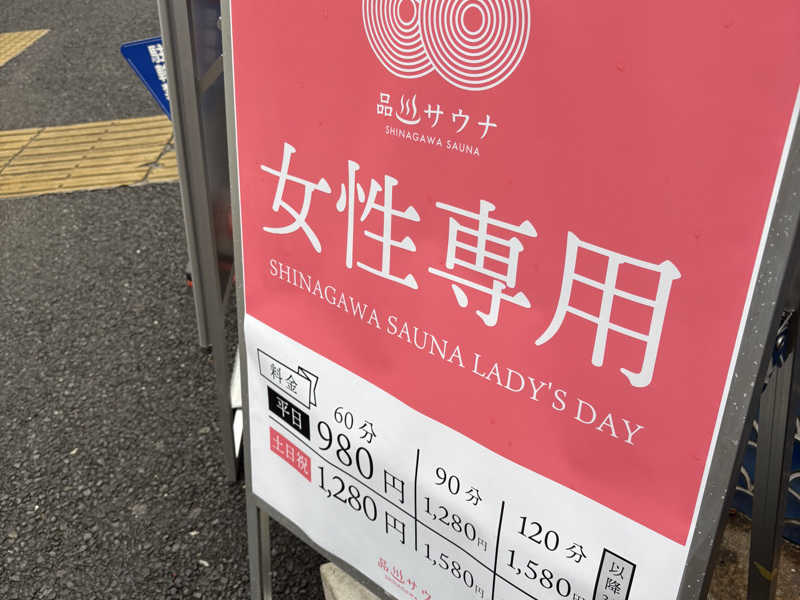 品川サウナ
SHINAGAWA SAUNA
女性専用
SHINAGAWA SAUNA LADY'S DAY
料金
60分 90分 120分 以降
平日 980円 1,280円 1,580円
土日祝 1,280円 1,580円
品川サウナ